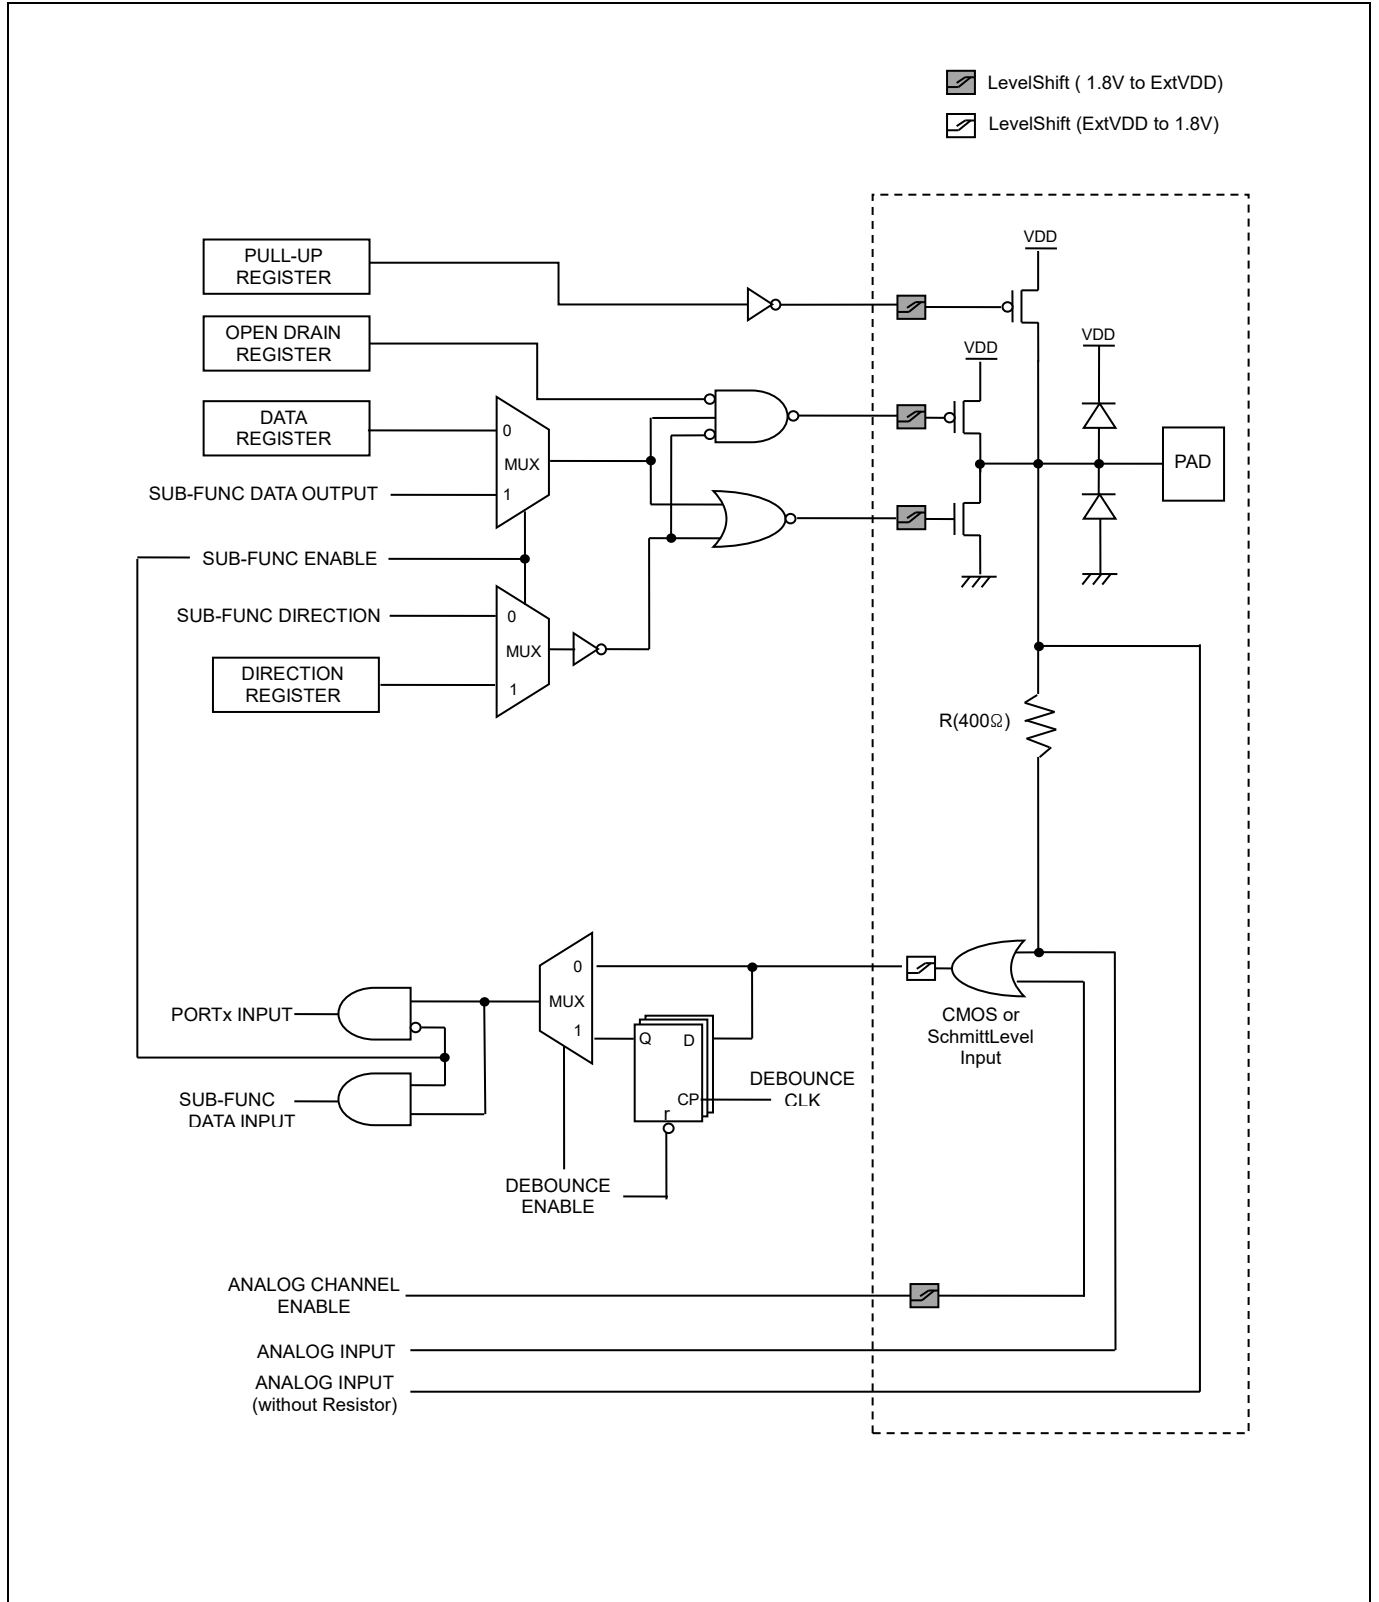 LevelShift ( 1.8V to ExtVDD)
LevelShift (ExtVDD to 1.8V)
VDD
PULL-UP
REGISTER
OPEN DRAIN
REGISTER
VDD
VDD
DATA
REGISTER
0
MUX
1
SUB-FUNC DATA OUTPUT
PAD
SUB-FUNC ENABLE
SUB-FUNC DIRECTION
0
MUX
1
DIRECTION
REGISTER
R(400Ω)
0
MUX
1
PORTx INPUT
Q
D
CP
r
CMOS or
SchmittLevel
Input
DEBOUNCE
CLK
SUB-FUNC
DATA INPUT
DEBOUNCE
ENABLE
ANALOG CHANNEL
ENABLE
ANALOG INPUT
ANALOG INPUT
(without Resistor)